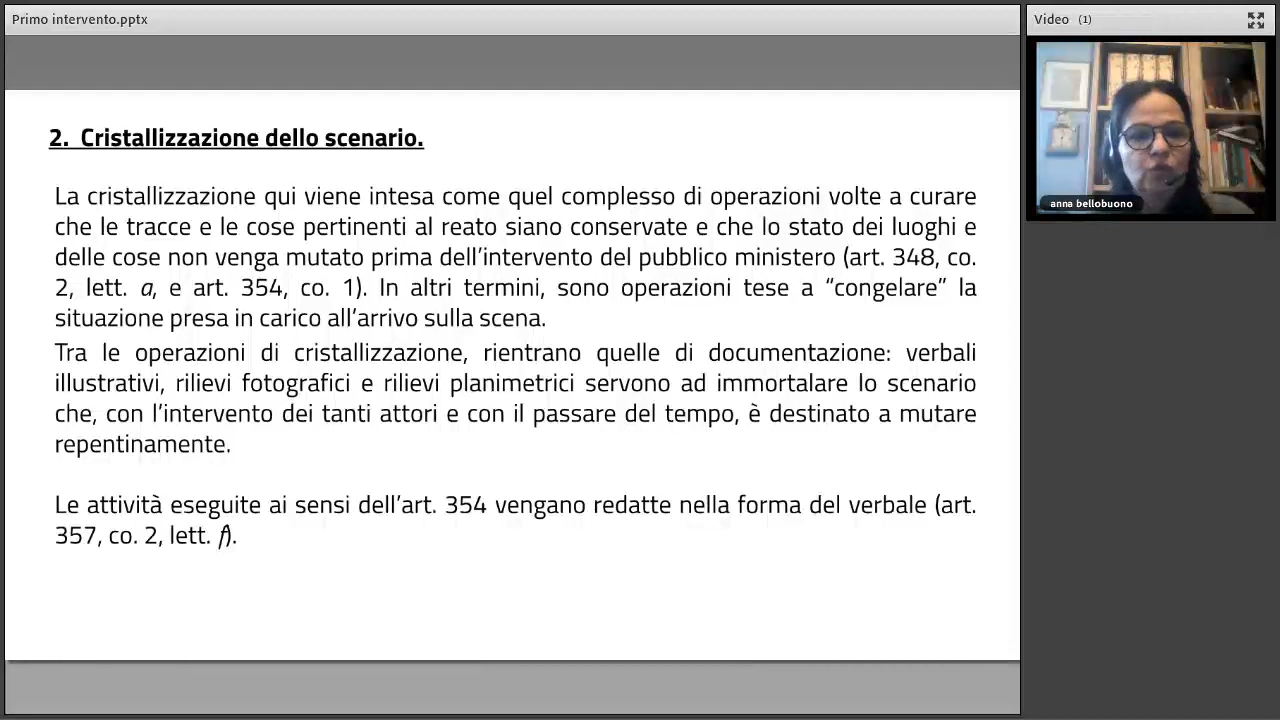 Primo intervento.pptx
Video (1)
anna bellobuono
2. Cristallizzazione dello scenario.
La cristallizzazione qui viene intesa come quel complesso di operazioni volte a curare
che le tracce e le cose pertinenti al reato siano conservate e che lo stato dei luoghi e
delle cose non venga mutato prima dell’intervento del pubblico ministero (art. 348, co.
2, lett. a, e art. 354, co. 1). In altri termini, sono operazioni tese a “congelare” la
situazione presa in carico all’arrivo sulla scena.
Tra le operazioni di cristallizzazione, rientrano quelle di documentazione: verbali
illustrativi, rilievi fotografici e rilievi planimetrici servono ad immortalare lo scenario
che, con l’intervento dei tanti attori e con il passare del tempo, è destinato a mutare
repentinamente.
Le attività eseguite ai sensi dell’art. 354 vengano redatte nella forma del verbale (art.
357, co. 2, lett. f).